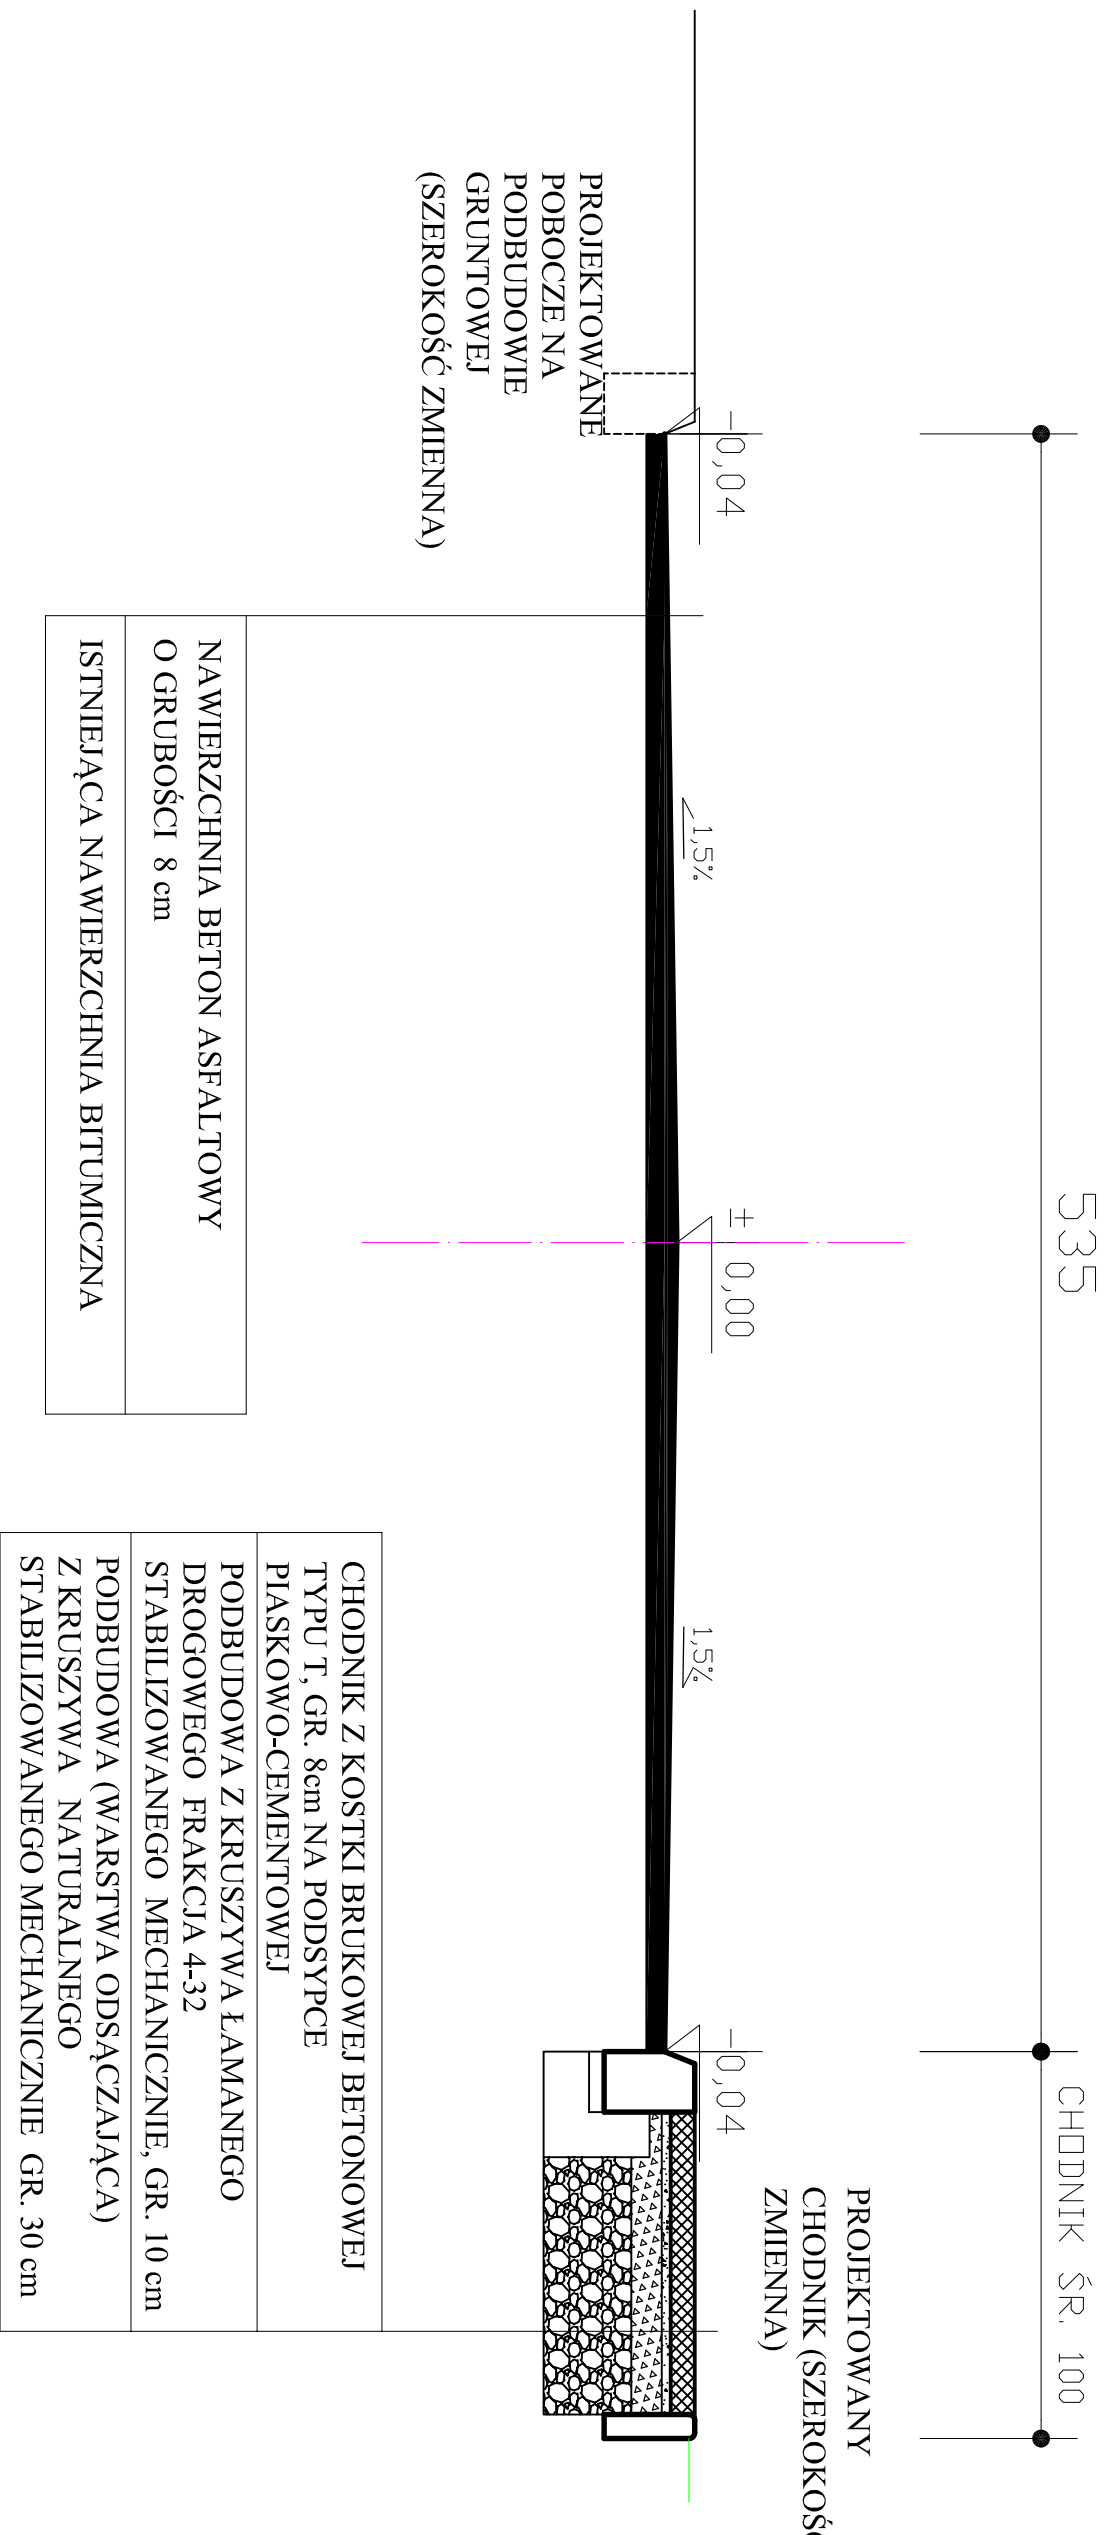 535
CHODNIK ŚR. 100
PROJEKTOWANY
CHODNIK (SZEROKOŚĆ
ZMIENNA)
-0,04
± 0,00
-0,04
1,5%
1,5%
PROJEKTOWANE
POBOCZE NA
PODBUDOWIE
GRUNTOWEJ
(SZEROKOŚĆ ZMIENNA)
NAWIERZCHNIA BETON ASFALTOWY
O GRUBOŚCI 8 cm
ISTNIEJĄCA NAWIERZCHNIA BITUMICZNA
CHODNIK Z KOSTKI BRUKOWEJ BETONOWEJ
TYPU T, GR. 8cm NA PODSYPCE
PIASKOWO-CEMENTOWEJ
PODBUDOWA Z KRUSZYWA ŁAMANEGO
DROGOWEGO FRAKCJA 4-32
STABILIZOWANEGO MECHANICZNIE, GR. 10 cm
PODBUDOWA (WARSTWA ODSĄCZAJĄCA)
Z KRUSZYWA NATURALNEGO
STABILIZOWANEGO MECHANICZNIE GR. 30 cm